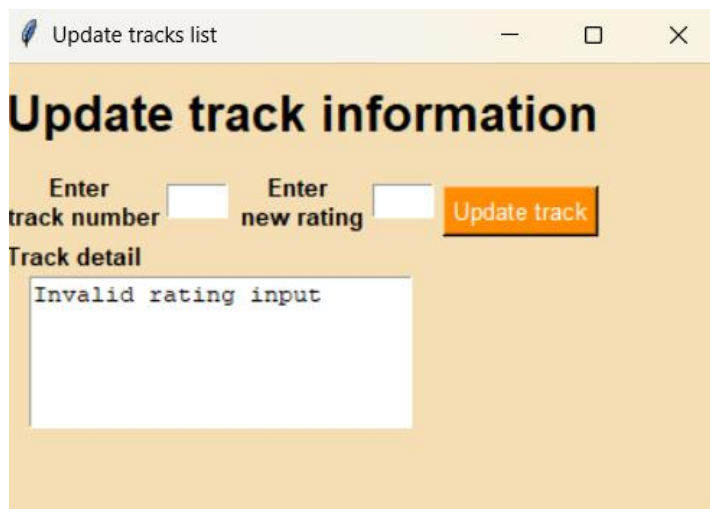 Update tracks list
Update track information
Enter
track number
Enter
new rating
Update track
Track detail
Invalid rating input